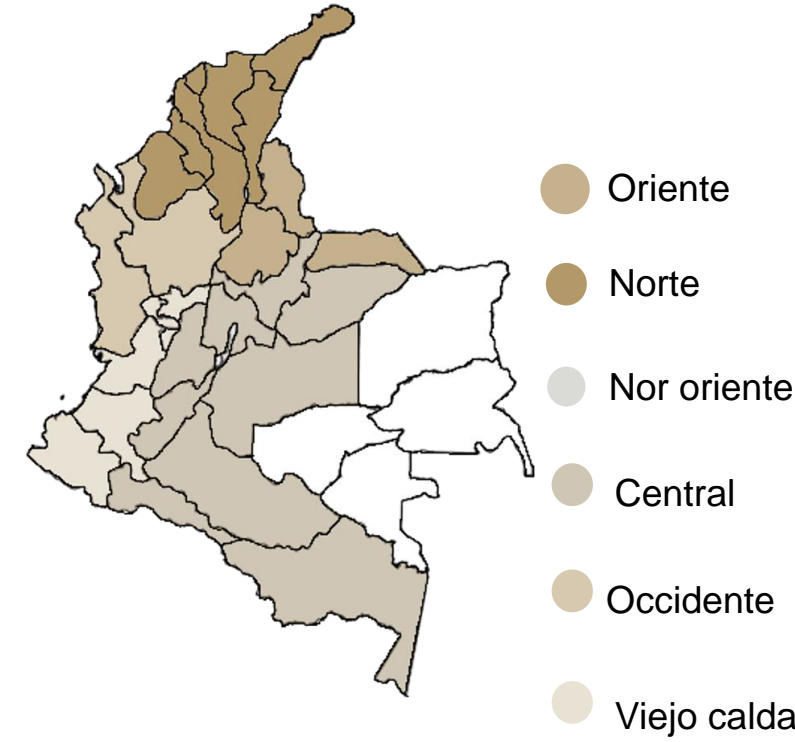 Oriente
Norte
Nor oriente
Central
Occidente
Viejo calda